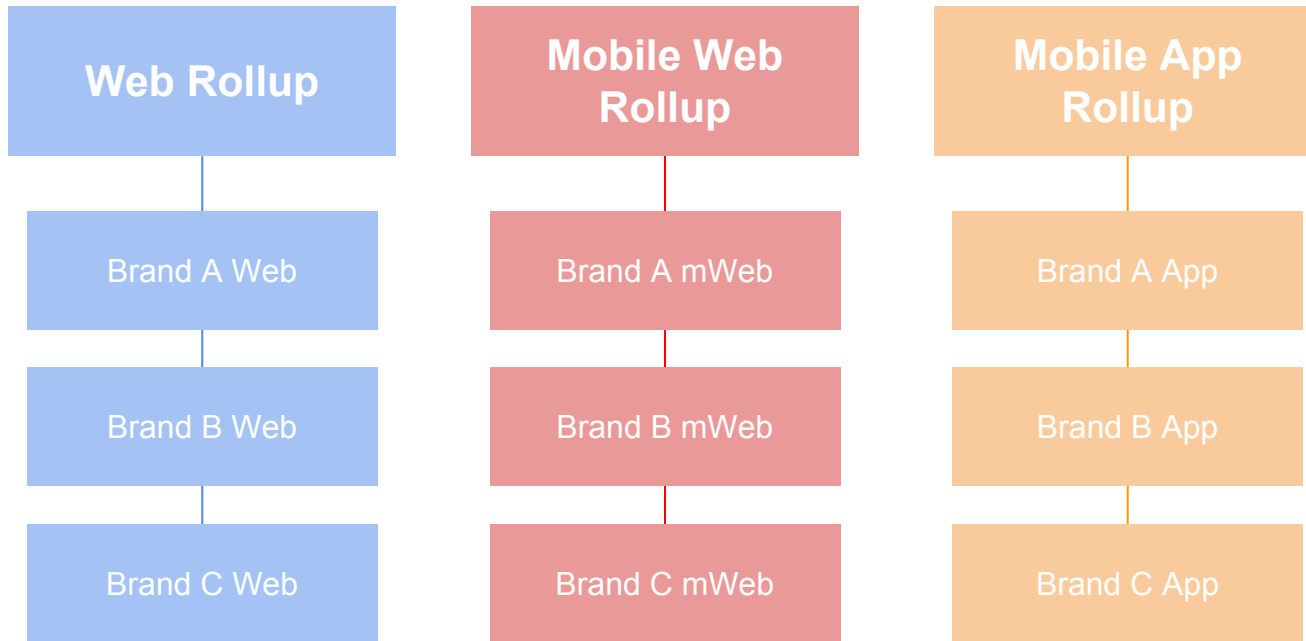 Web Rollup
Brand A Web
Brand B Web
Brand C Web
Mobile Web
Rollup
Brand A mWeb
Brand B mWeb
Brand C mWeb
Mobile App
Rollup
Brand A App
Brand B App
Brand C App